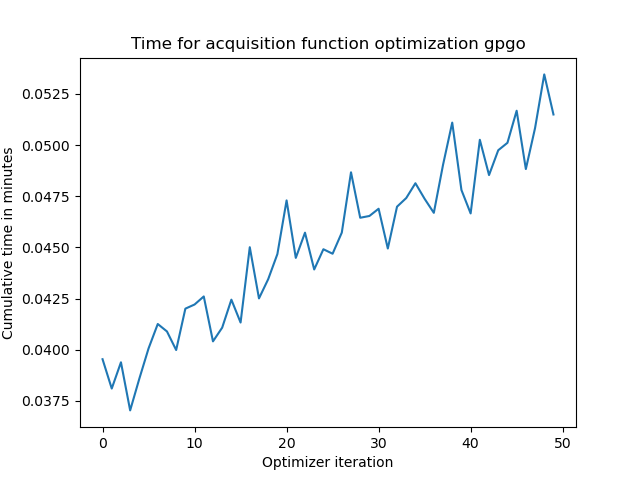 Time for acquisition function optimization gpgo
Cumulative time in minutes
0.0525
0.0500
0.0475
0.0450
0.0425
0.0400
0.0375
0 10 20 30 40 50
Optimizer iteration